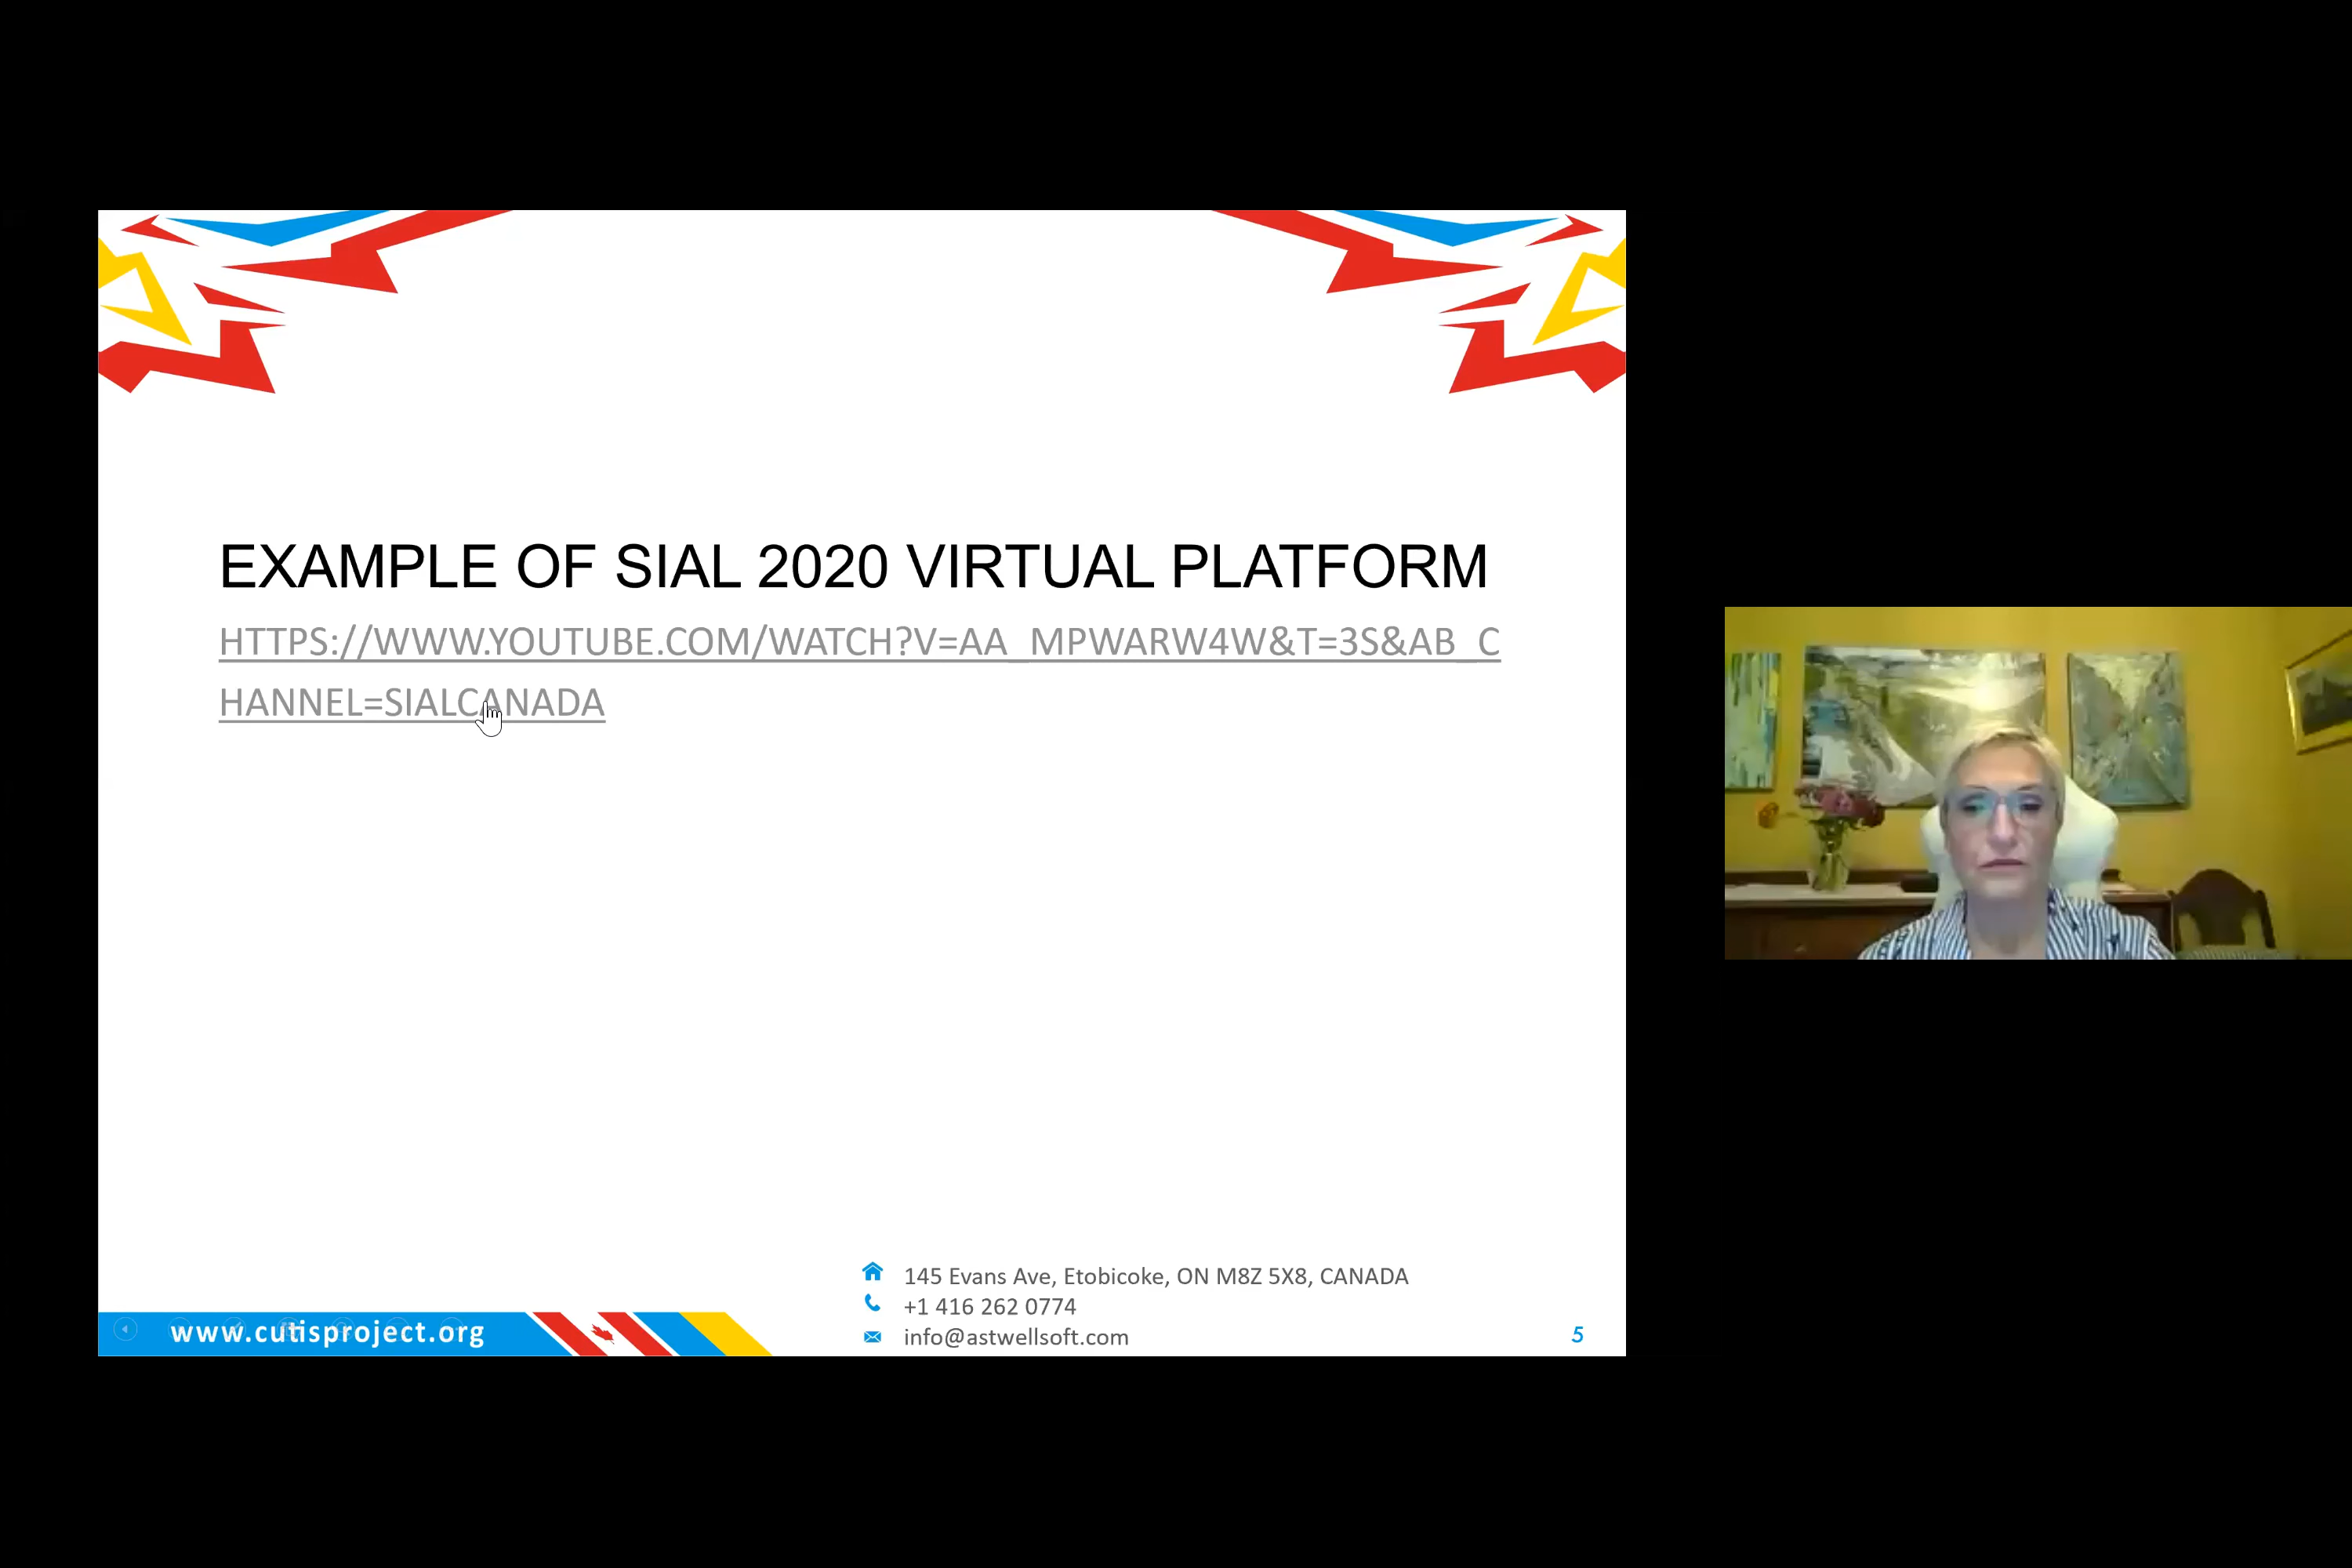 EXAMPLE OF SIAL 2020 VIRTUAL PLATFORM
HTTPS://WWW.YOUTUBE.COM/WATCH?V=AA_MPWARW4W&T=3S&AB_C
HANNEL=SIALCANADA
145 Evans Ave, Etobicoke, ON M8Z 5X8, CANADA
+1 416 262 0774
info@astwellsoft.com
www.cutisproject.org
5